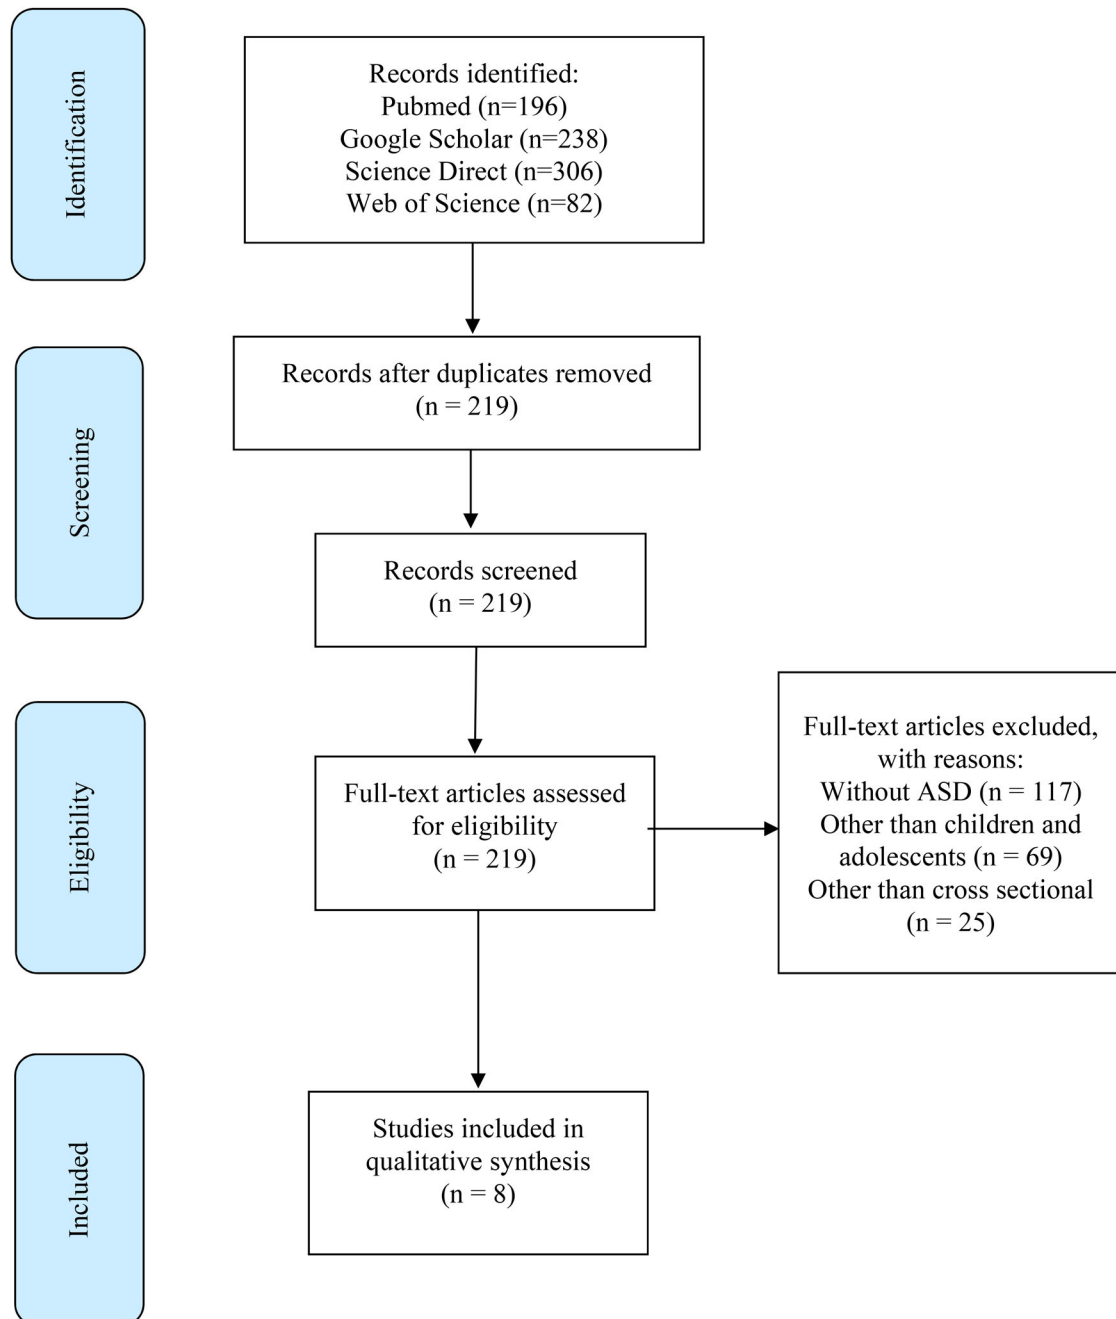 Identification
Records identified:
Pubmed (n=196)
Google Scholar (n=238)
Science Direct (n=306)
Web of Science (n=82)
Screening
Records after duplicates removed
(n = 219)
Records screened
(n = 219)
Eligibility
Full-text articles assessed
for eligibility
(n = 219)
Full-text articles excluded,
with reasons:
Without ASD (n = 117)
Other than children and
adolescents (n = 69)
Other than cross sectional
(n = 25)
Included
Studies included in
qualitative synthesis
(n = 8)